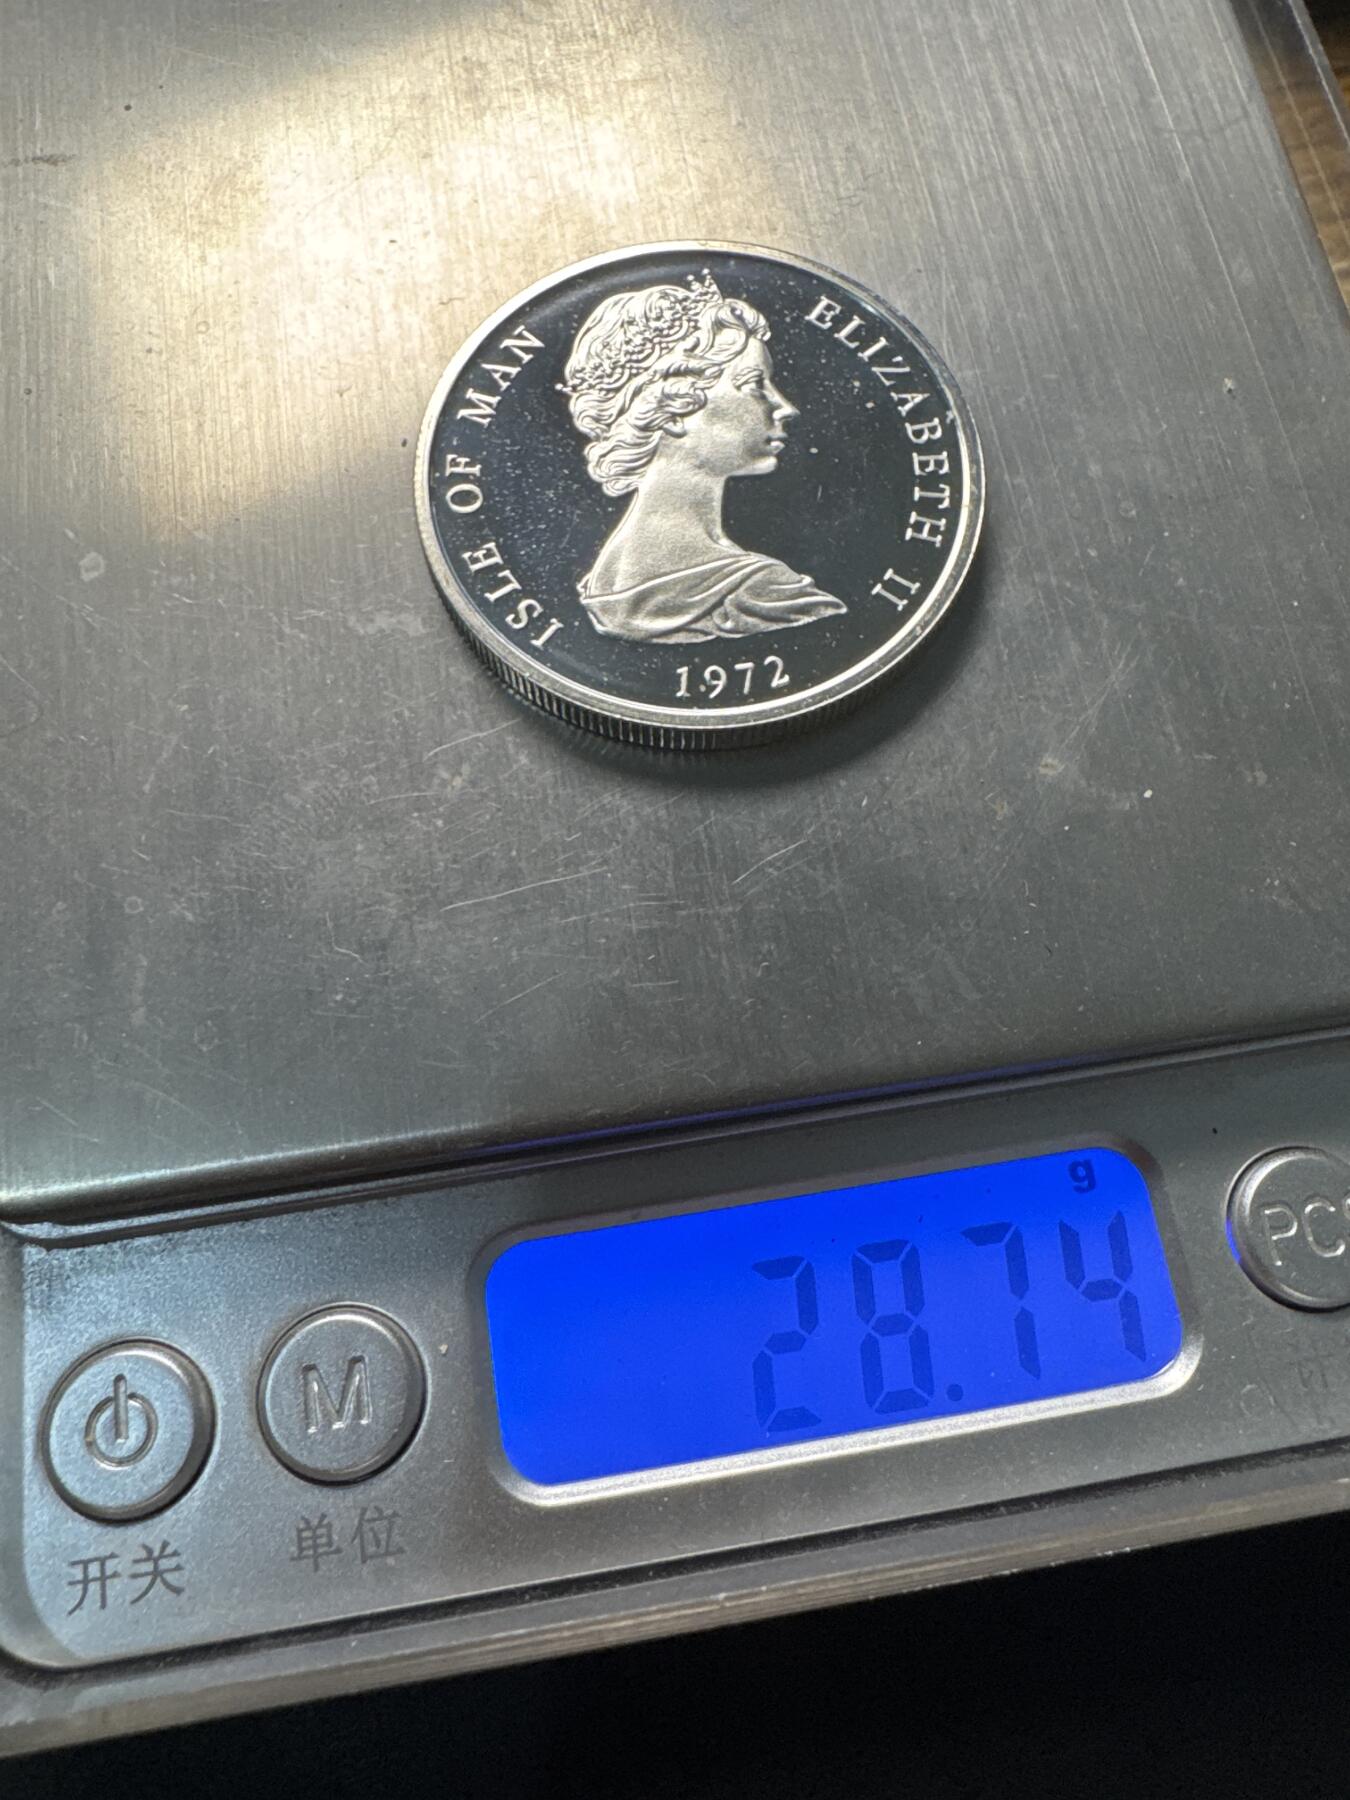 ISLE OF MAN
ELIZABETH II
1972
g
28.74
M
开关
单位